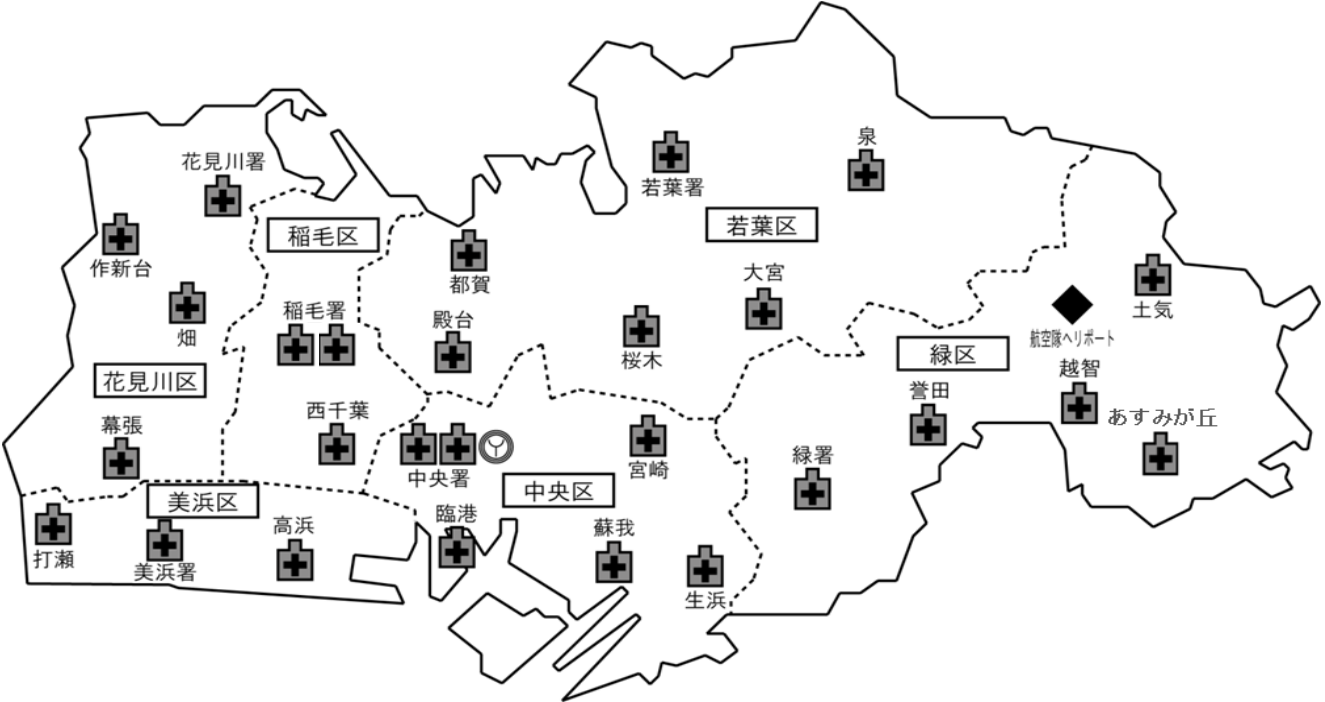 泉
花見川署
若葉署
若葉区
稲毛区
作新台
大宮
都賀
土気
稲毛署
殿台
畑
航空隊ヘリポート
緑区
桜木
越智
花見川区
誉田
西千葉
あすみが丘
幕張
緑署
宮崎
中央署
中央区
美浜区
臨港
高浜
蘇我
打瀬
美浜署
生浜